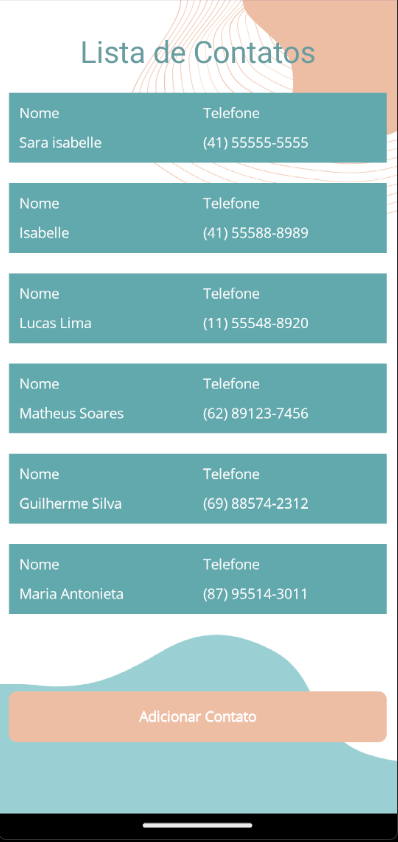 Lista de Contatos
Nome Telefone
Sara isabelle (41) 55555-5555
Nome Telefone
Isabelle (41) 55588-8989
Nome Telefone
Lucas Lima (11) 55548-8920
Nome Telefone
Matheus Soares (62) 89123-7456
Nome Telefone
Guilherme Silva (69) 88574-2312
Nome Telefone
Maria Antonieta (87) 95514-3011
Adicionar Contato